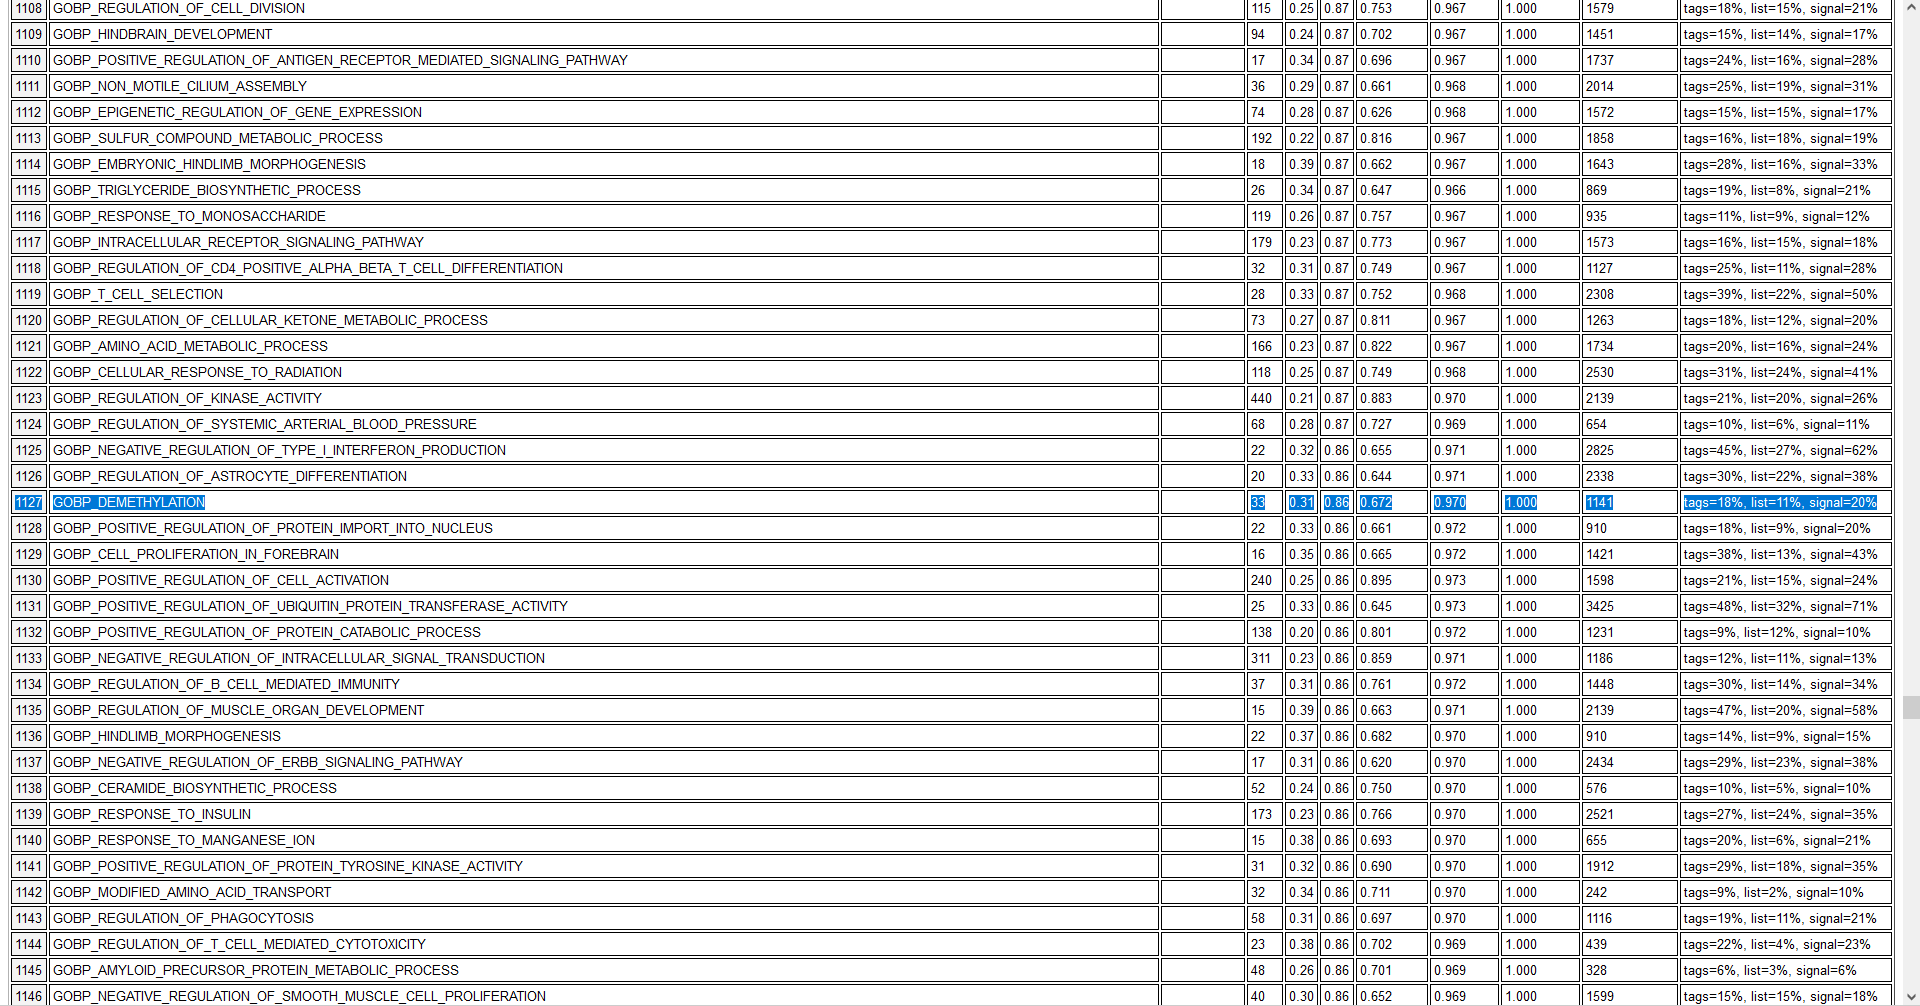 1108 GOBP_REGULATION_OF_CELL_DIVISION 115 0.25 0.87 0.753 0.967 1.000 1579 tags=18%, list=15%, signal=21%
1109 GOBP_HINDBRAIN_DEVELOPMENT 94 0.24 0.87 0.702 0.967 1.000 1451 tags=15%, list=14%, signal=17%
1110 GOBP_POSITIVE_REGULATION_OF_ANTIGEN_RECEPTOR_MEDIATED_SIGNALING_PATHWAY 17 0.34 0.87 0.696 0.967 1.000 1737 tags=24%, list=16%, signal=28%
1111 GOBP_NON_MOTILE_CILIUM_ASSEMBLY 36 0.29 0.87 0.661 0.968 1.000 2014 tags=25%, list=19%, signal=31%
1112 GOBP_EPIGENETIC_REGULATION_OF_GENE_EXPRESSION 74 0.28 0.87 0.626 0.968 1.000 1572 tags=15%, list=15%, signal=17%
1113 GOBP_SULFUR_COMPOUND_METABOLIC_PROCESS 192 0.22 0.87 0.816 0.967 1.000 1858 tags=16%, list=18%, signal=19%
1114 GOBP_EMBRYONIC_HINDLIMB_MORPHOGENESIS 18 0.39 0.87 0.662 0.967 1.000 1643 tags=28%, list=16%, signal=33%
1115 GOBP_TRIGLYCERIDE_BIOSYNTHETIC_PROCESS 26 0.34 0.87 0.647 0.966 1.000 869 tags=19%, list=8%, signal=21%
1116 GOBP_RESPONSE_TO_MONOSACCHARIDE 119 0.26 0.87 0.757 0.967 1.000 935 tags=11%, list=9%, signal=12%
1117 GOBP_INTRACELLULAR_RECEPTOR_SIGNALING_PATHWAY 179 0.23 0.87 0.773 0.967 1.000 1573 tags=16%, list=15%, signal=18%
1118 GOBP_REGULATION_OF_CD4_POSITIVE_ALPHA_BETA_T_CELL_DIFFERENTIATION 32 0.31 0.87 0.749 0.967 1.000 1127 tags=25%, list=11%, signal=28%
1119 GOBP_T_CELL_SELECTION 28 0.33 0.87 0.752 0.968 1.000 2308 tags=39%, list=22%, signal=50%
1120 GOBP_REGULATION_OF_CELLULAR_KETONE_METABOLIC_PROCESS 73 0.27 0.87 0.811 0.967 1.000 1263 tags=18%, list=12%, signal=20%
1121 GOBP_AMINO_ACID_METABOLIC_PROCESS 166 0.23 0.87 0.822 0.967 1.000 1734 tags=20%, list=16%, signal=24%
1122 GOBP_CELLULAR_RESPONSE_TO_RADIATION 118 0.25 0.87 0.749 0.968 1.000 2530 tags=31%, list=24%, signal=41%
1123 GOBP_REGULATION_OF_KINASE_ACTIVITY 440 0.21 0.87 0.883 0.970 1.000 2139 tags=21%, list=20%, signal=26%
1124 GOBP_REGULATION_OF_SYSTEMIC_ARTERIAL_BLOOD_PRESSURE 68 0.28 0.87 0.727 0.969 1.000 654 tags=10%, list=6%, signal=11%
1125 GOBP_NEGATIVE_REGULATION_OF_TYPE_I_INTERFERON_PRODUCTION 22 0.32 0.86 0.655 0.971 1.000 2825 tags=45%, list=27%, signal=62%
1126 GOBP_REGULATION_OF_ASTROCYTE_DIFFERENTIATION 20 0.33 0.86 0.644 0.971 1.000 2338 tags=30%, list=22%, signal=38%
1127 GOBP_DEMETHYLATION 33 0.31 0.86 0.672 0.970 1.000 1141 tags=18%, list=11%, signal=20%
1128 GOBP_POSITIVE_REGULATION_OF_PROTEIN_IMPORT_INTO_NUCLEUS 22 0.33 0.86 0.661 0.972 1.000 910 tags=18%, list=9%, signal=20%
1129 GOBP_CELL_PROLIFERATION_IN_FOREBRAIN 16 0.35 0.86 0.665 0.972 1.000 1421 tags=38%, list=13%, signal=43%
1130 GOBP_POSITIVE_REGULATION_OF_CELL_ACTIVATION 240 0.25 0.86 0.895 0.973 1.000 1598 tags=21%, list=15%, signal=24%
1131 GOBP_POSITIVE_REGULATION_OF_UBIQUITIN_PROTEIN_TRANSFERASE_ACTIVITY 25 0.33 0.86 0.645 0.973 1.000 3425 tags=48%, list=32%, signal=71%
1132 GOBP_POSITIVE_REGULATION_OF_PROTEIN_CATABOLIC_PROCESS 138 0.20 0.86 0.801 0.972 1.000 1231 tags=9%, list=12%, signal=10%
1133 GOBP_NEGATIVE_REGULATION_OF_INTRACELLULAR_SIGNAL_TRANSDUCTION 311 0.23 0.86 0.859 0.971 1.000 1186 tags=12%, list=11%, signal=13%
1134 GOBP_REGULATION_OF_B_CELL_MEDIATED_IMMUNITY 37 0.31 0.86 0.761 0.972 1.000 1448 tags=30%, list=14%, signal=34%
1135 GOBP_REGULATION_OF_MUSCLE_ORGAN_DEVELOPMENT 15 0.39 0.86 0.663 0.971 1.000 2139 tags=47%, list=20%, signal=58%
1136 GOBP_HINDLIMB_MORPHOGENESIS 22 0.37 0.86 0.682 0.970 1.000 910 tags=14%, list=9%, signal=15%
1137 GOBP_NEGATIVE_REGULATION_OF_ERBB_SIGNALING_PATHWAY 17 0.31 0.86 0.620 0.970 1.000 2434 tags=29%, list=23%, signal=38%
1138 GOBP_CERAMIDE_BIOSYNTHETIC_PROCESS 52 0.24 0.86 0.750 0.970 1.000 576 tags=10%, list=5%, signal=10%
1139 GOBP_RESPONSE_TO_INSULIN 173 0.23 0.86 0.766 0.970 1.000 2521 tags=27%, list=24%, signal=35%
1140 GOBP_RESPONSE_TO_MANGANESE_ION 15 0.38 0.86 0.693 0.970 1.000 655 tags=20%, list=6%, signal=21%
1141 GOBP_POSITIVE_REGULATION_OF_PROTEIN_TYROSINE_KINASE_ACTIVITY 31 0.32 0.86 0.690 0.970 1.000 1912 tags=29%, list=18%, signal=35%
1142 GOBP_MODIFIED_AMINO_ACID_TRANSPORT 32 0.34 0.86 0.711 0.970 1.000 242 tags=9%, list=2%, signal=10%
1143 GOBP_REGULATION_OF_PHAGOCYTOSIS 58 0.31 0.86 0.697 0.970 1.000 1116 tags=19%, list=11%, signal=21%
1144 GOBP_REGULATION_OF_T_CELL_MEDIATED_CYTOTOXICITY 23 0.38 0.86 0.702 0.969 1.000 439 tags=22%, list=4%, signal=23%
1145 GOBP_AMYLOID_PRECURSOR_PROTEIN_METABOLIC_PROCESS 48 0.26 0.86 0.701 0.969 1.000 328 tags=6%, list=3%, signal=6%
1146 GOBP_NEGATIVE_REGULATION_OF_SMOOTH_MUSCLE_CELL_PROLIFERATION 40 0.30 0.86 0.652 0.969 1.000 1599 tags=15%, list=15%, signal=18%